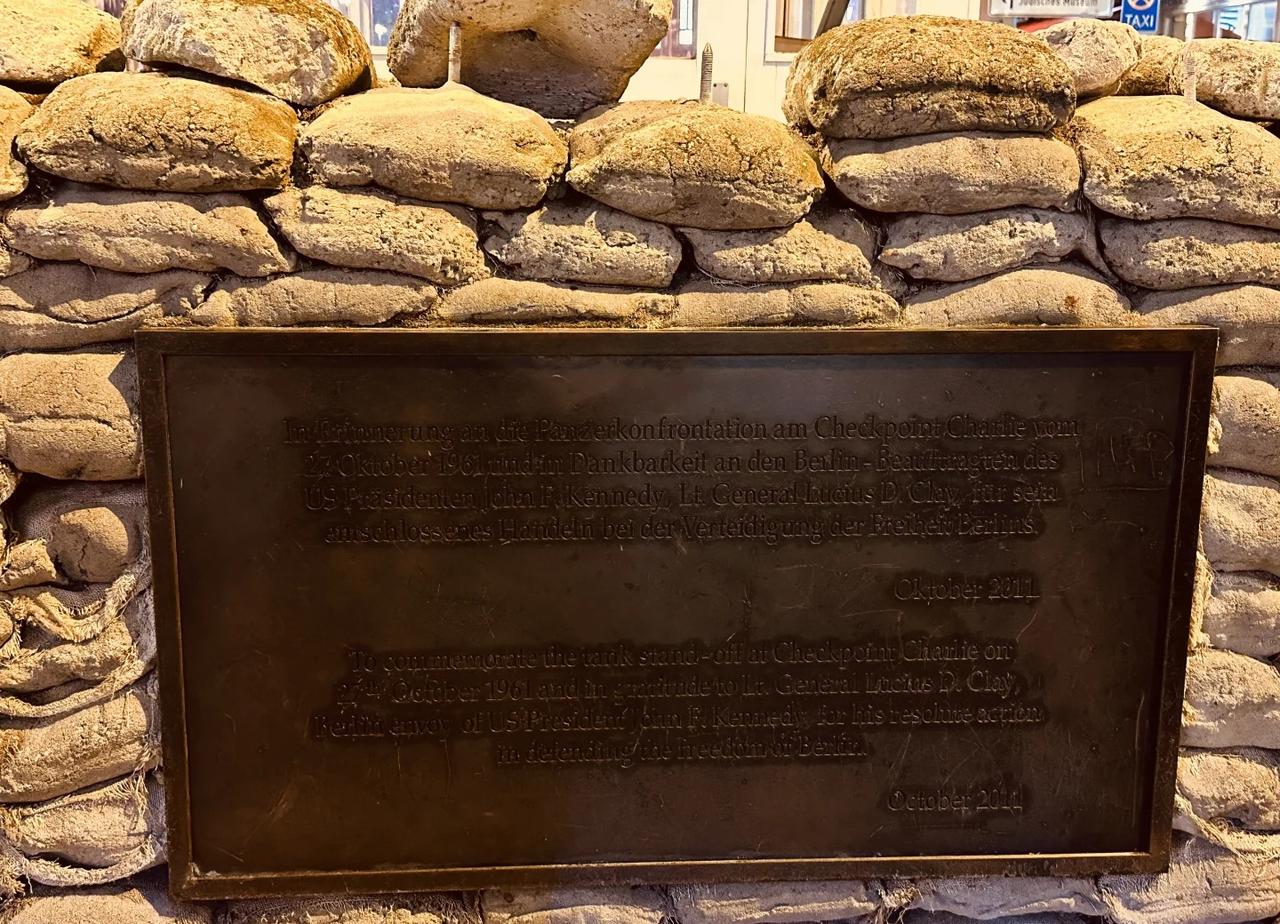 Jüdisches Museum
TAXI
In Erinnerung an die Panzerkonfrontation am Checkpoint Charlie vom
27. Oktober 1961 und in Dankbarkeit an den Berlin-Beauftragten des
US-Präsidenten John F. Kennedy, Lt. General Lucius D. Clay, für sein
entschlossenes Handeln bei der Verteidigung der Freiheit Berlins.
Oktober 2011
To commemorate the tank stand-off at Checkpoint Charlie on
27th October 1961 and in gratitude to Lt. General Lucius D. Clay,
Berlin envoy of US President John F. Kennedy, for his resolute action
in defending the freedom of Berlin.
October 2011